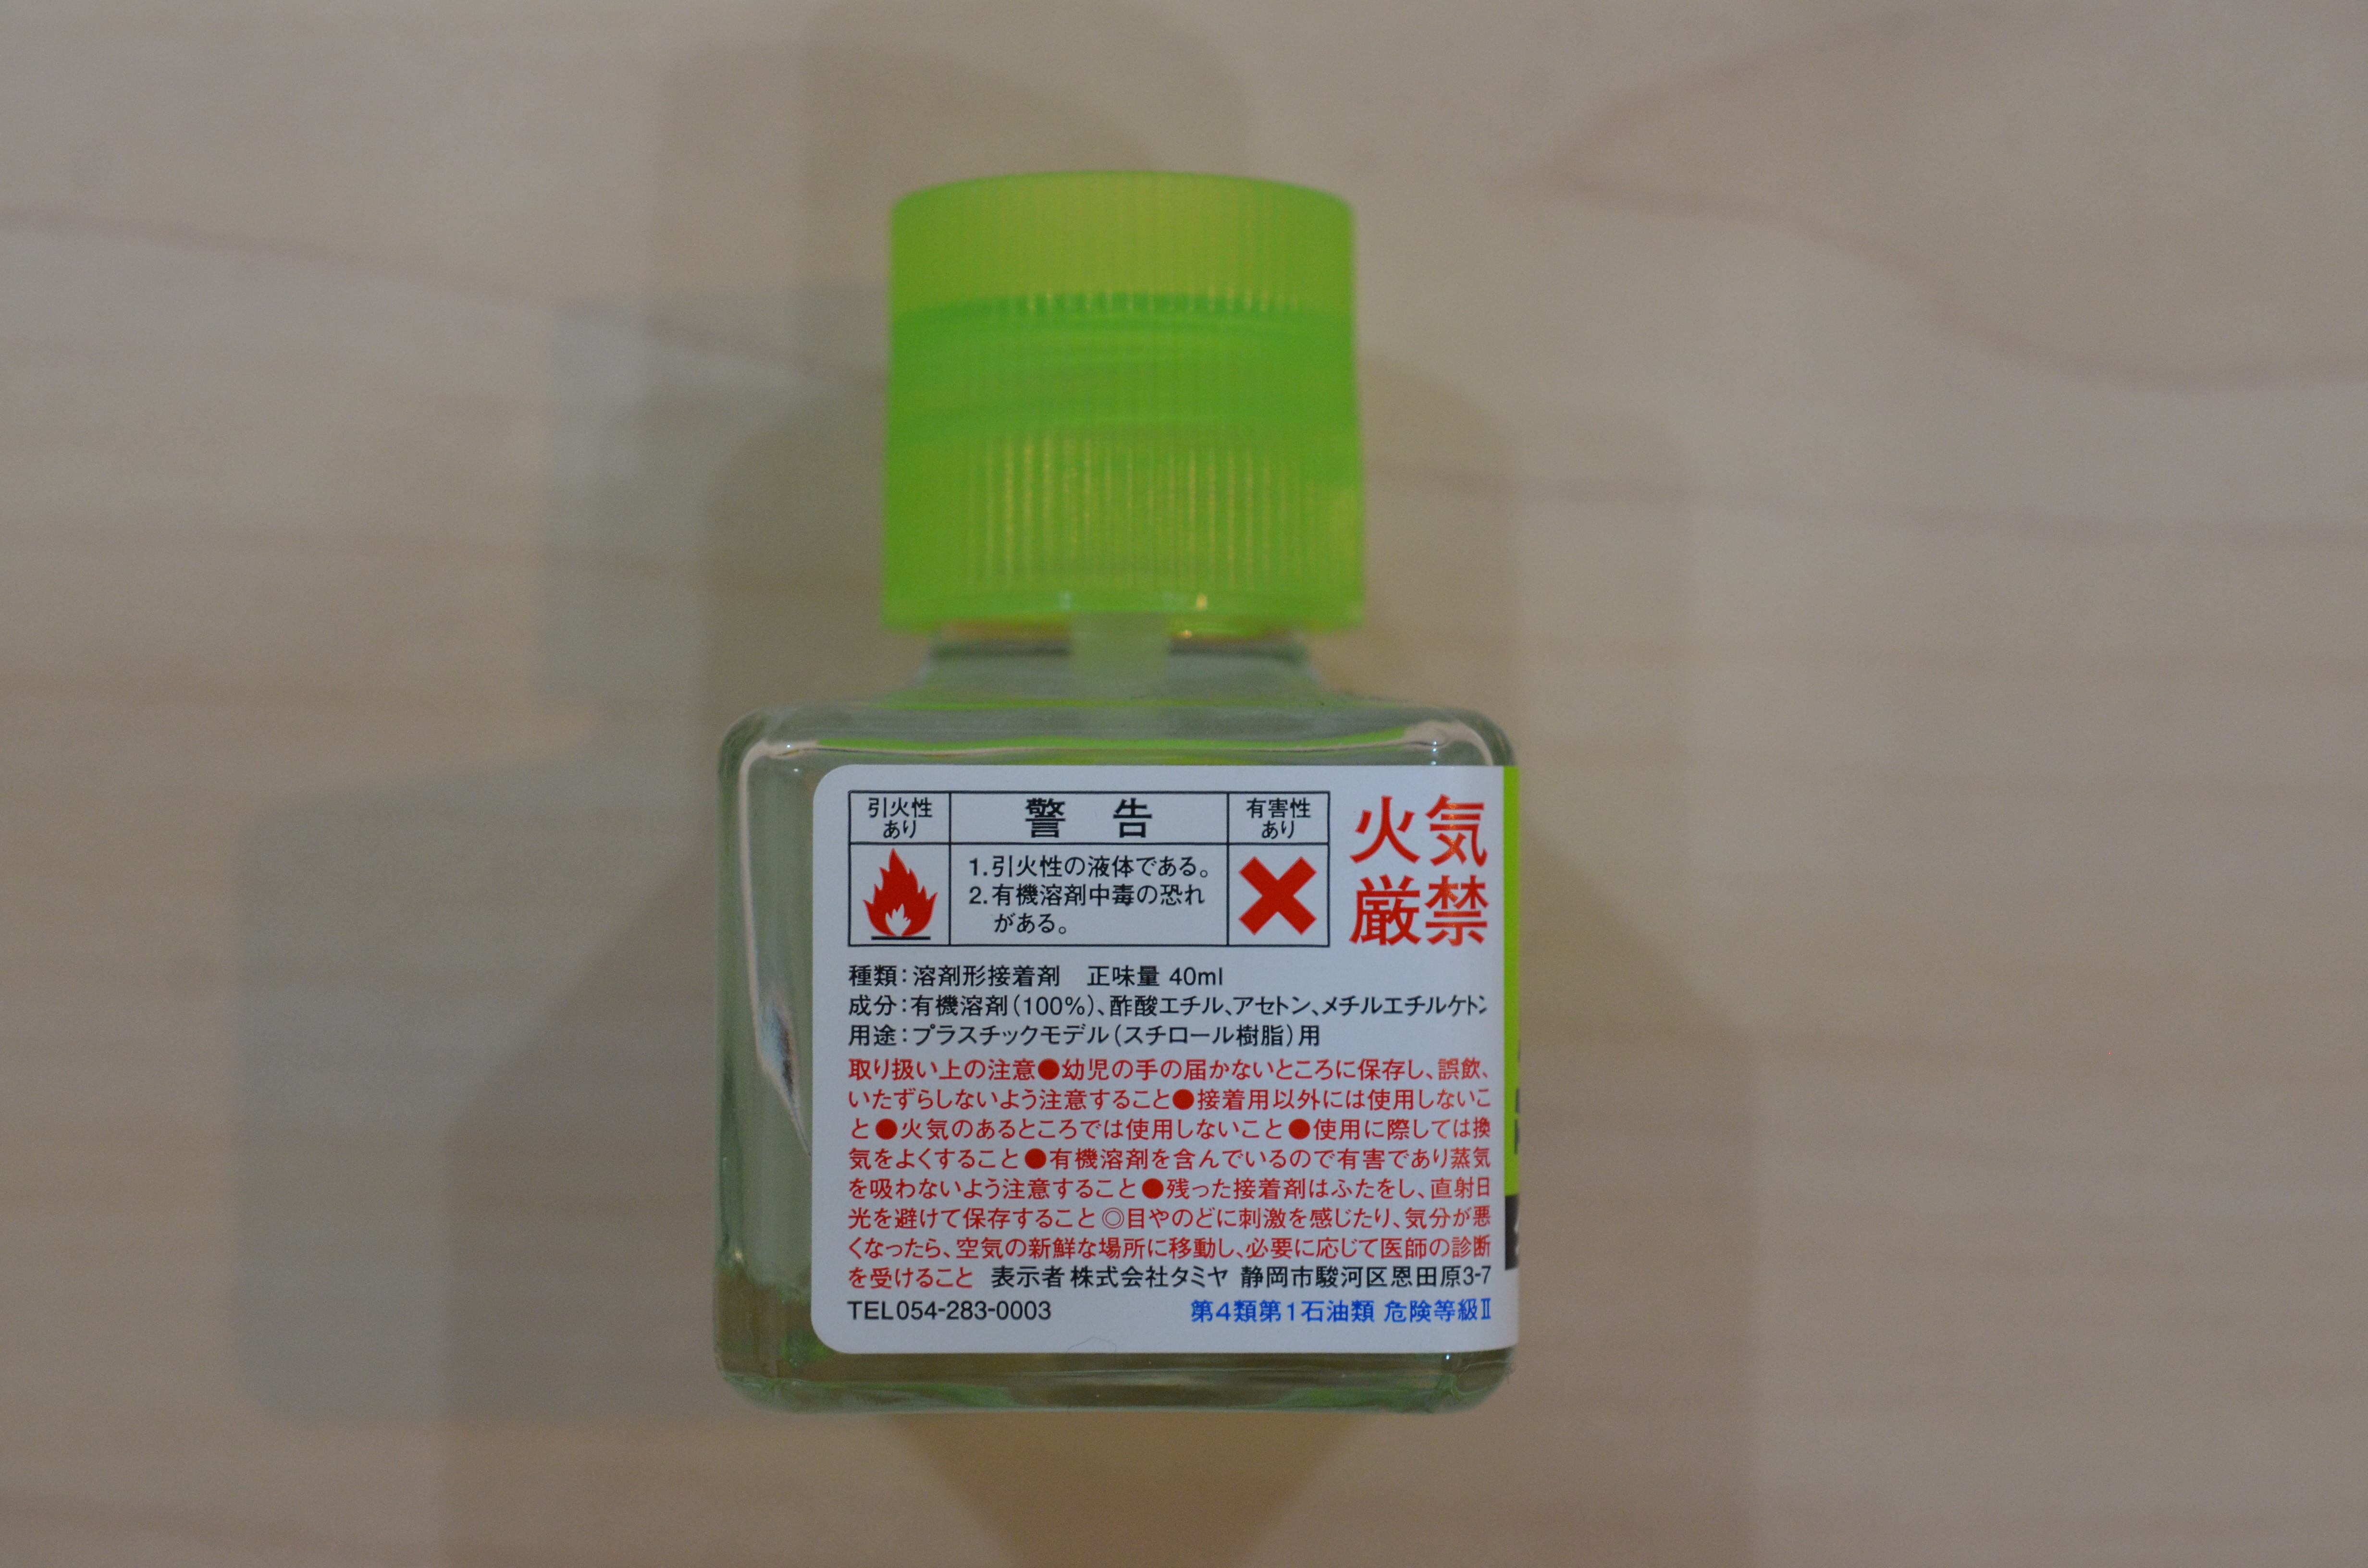 引火性
あり
警 告
有害性
あり
火気
厳禁
1.引火性の液体である。
2.有機溶剤中毒の恐れ
がある。
種類:溶剤形接着剤 正味量 40ml
成分:有機溶剤(100%)、酢酸エチル、アセトン、メチルエチルケトン
用途:プラスチックモデル(スチロール樹脂)用
取り扱い上の注意●幼児の手の届かないところに保存し、誤飲、
いたずらしないよう注意すること●接着用以外には使用しないこ
と●火気のあるところでは使用しないこと●使用に際しては換
気をよくすること●有機溶剤を含んでいるので有害であり蒸気
を吸わないよう注意すること●残った接着剤はふたをし、直射日
光を避けて保存すること◎目やのどに刺激を感じたり、気分が悪
くなったら、空気の新鮮な場所に移動し、必要に応じて医師の診断
を受けること 表示者 株式会社タミヤ 静岡市駿河区恩田原3-7
TEL054-283-0003 第4類第1石油類 危険等級Ⅱ